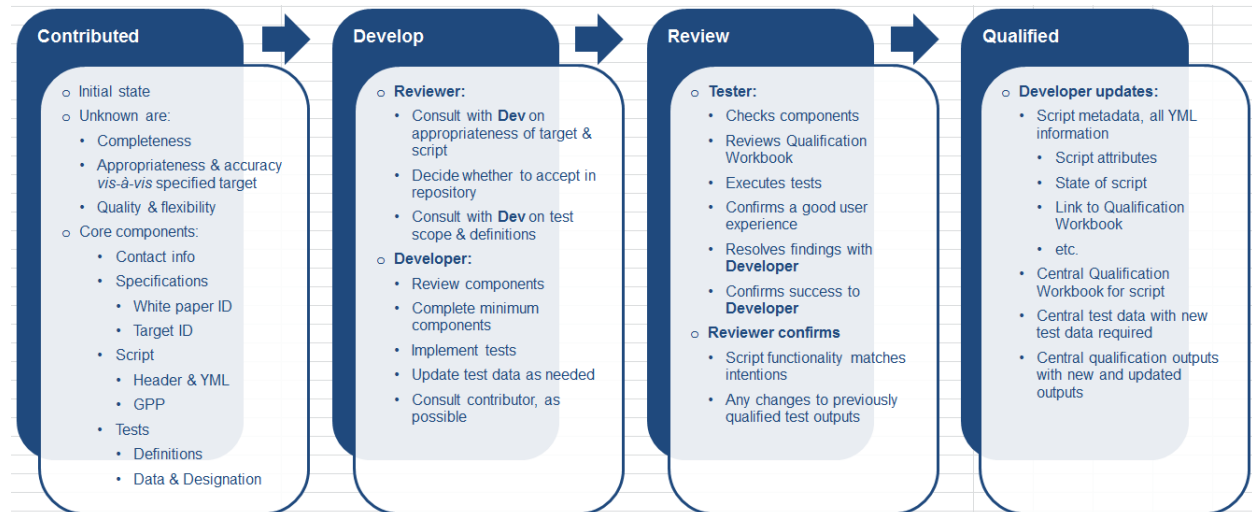 Contributed
Initial state
Unknown are:
Completeness
Appropriateness & accuracy
vis-à-vis specified target
Quality & flexibility
Core components:
Contact info
Specifications
White paper ID
Target ID
Script
Header & YML
GPP
Tests
Definitions
Data & Designation
Develop
Reviewer:
Consult with Dev on
appropriateness of target &
script
Decide whether to accept in
repository
Consult with Dev on test
scope & definitions
Developer:
Review components
Complete minimum
components
Implement tests
Update test data as needed
Consult contributor, as
possible
Review
Tester:
Checks components
Reviews Qualification
Workbook
Executes tests
Confirms a good user
experience
Resolves findings with
Developer
Confirms success to
Developer
Reviewer confirms
Script functionality matches
intentions
Any changes to previously
qualified test outputs
Qualified
Developer updates:
Script metadata, all YML
information
Script attributes
State of script
Link to Qualification
Workbook
etc.
Central Qualification
Workbook for script
Central test data with new
test data required
Central qualification outputs
with new and updated
outputs